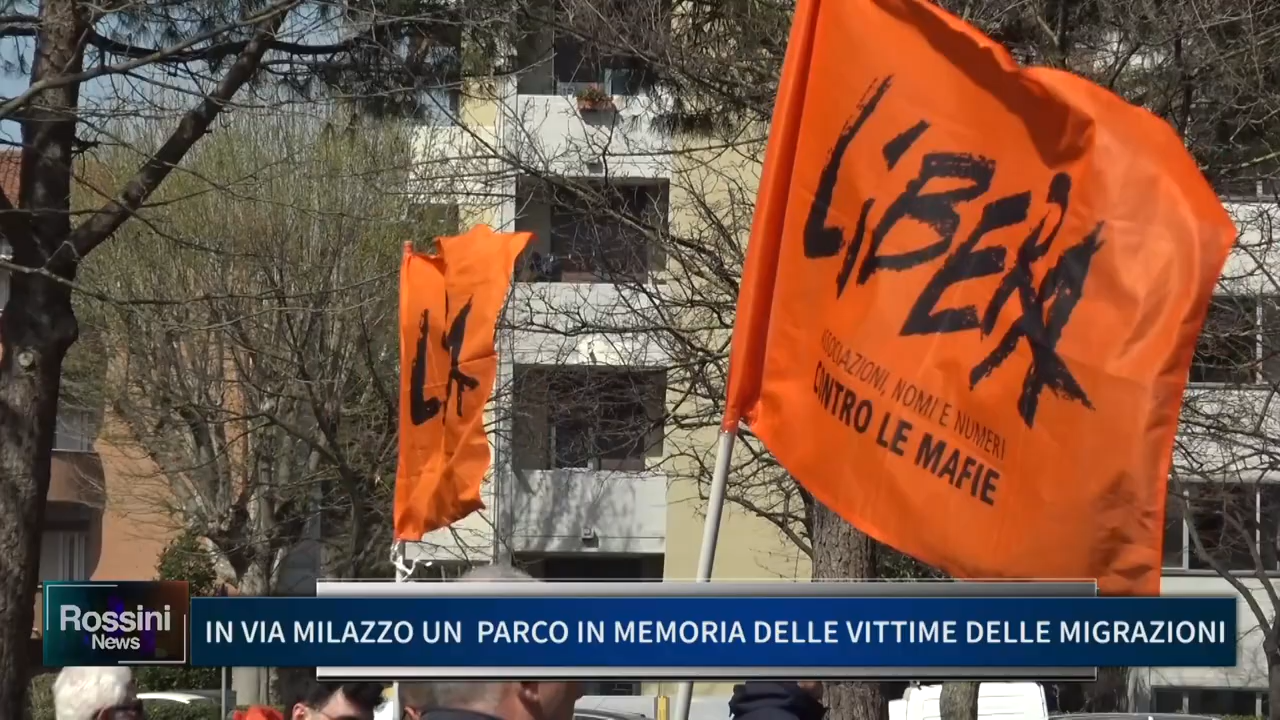 LIBERA
ASSOCIAZIONI, NOMI E NUMERI
CONTRO LE MAFIE
Rossini
News
IN VIA MILAZZO UN PARCO IN MEMORIA DELLE VITTIME DELLE MIGRAZIONI